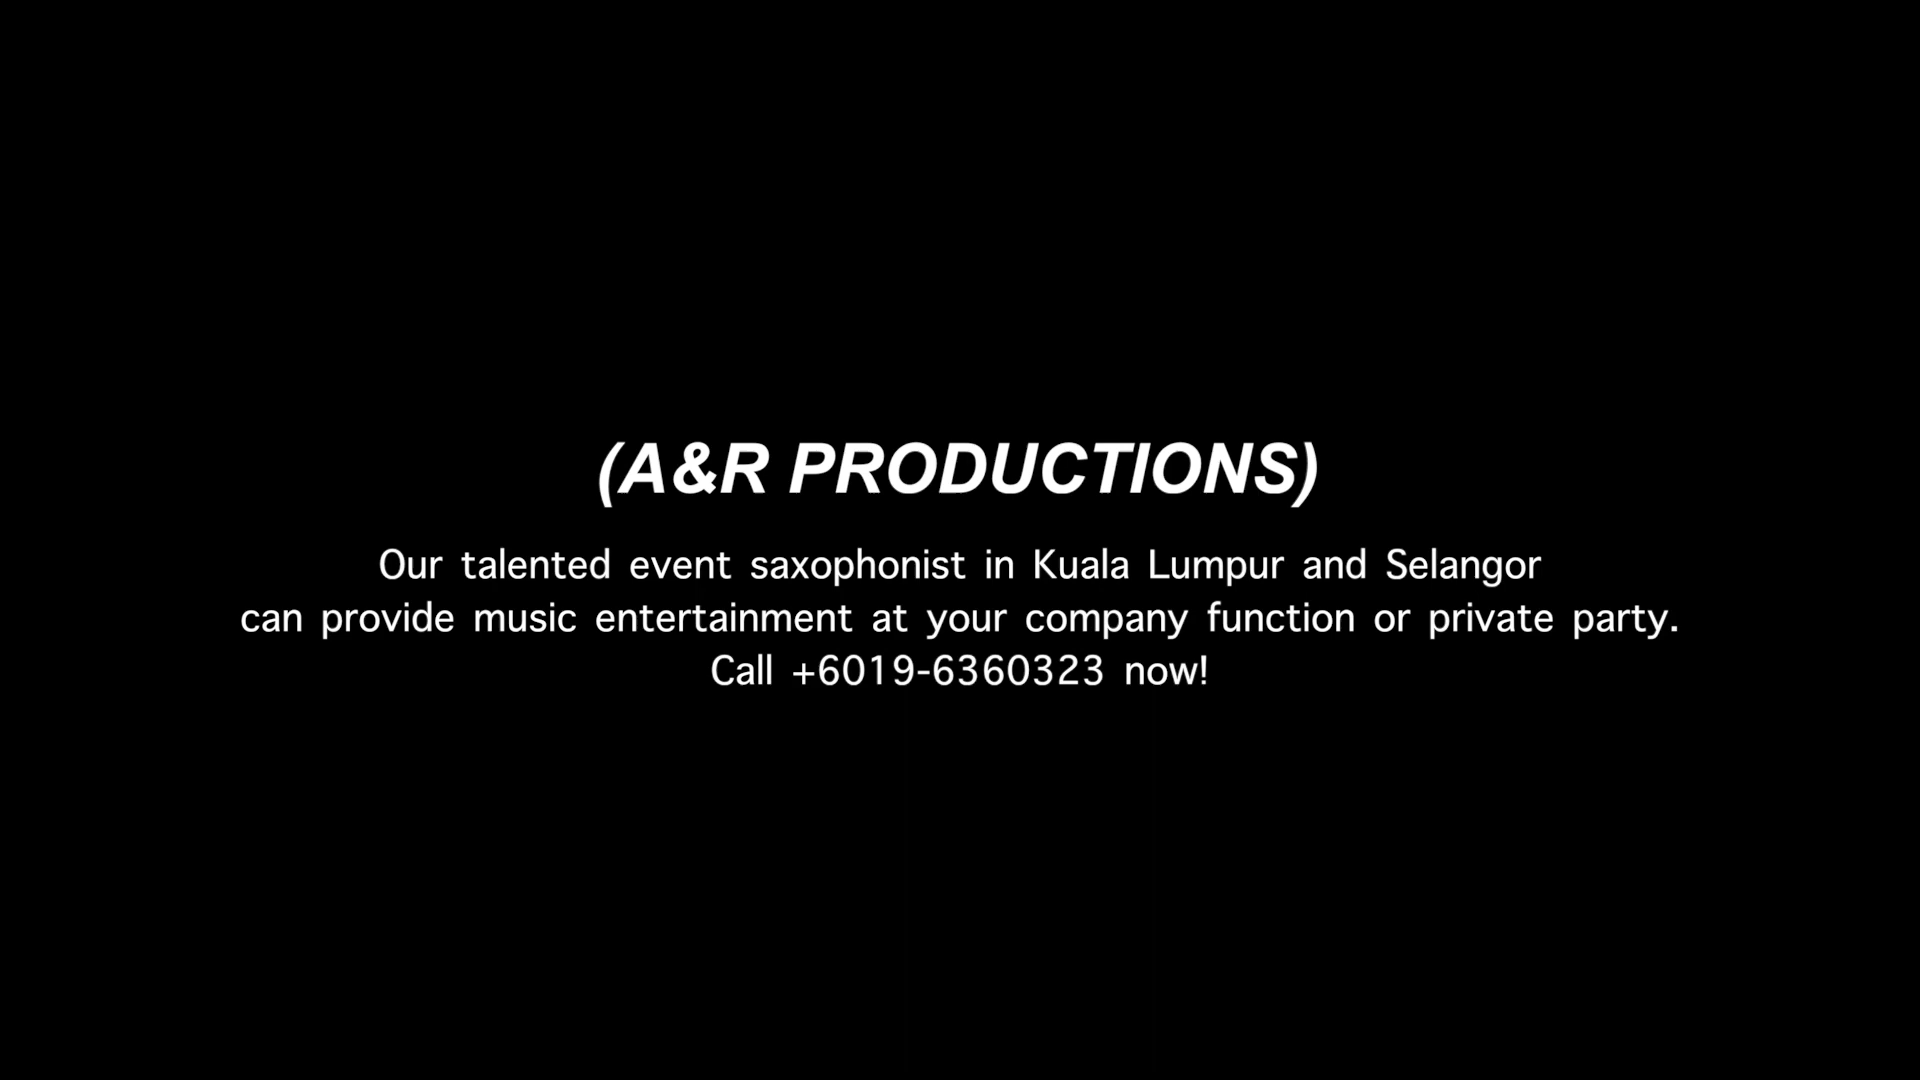 (A&R PRODUCTIONS)
Our talented event saxophonist in Kuala Lumpur and Selangor
can provide music entertainment at your company function or private party.
Call +6019-6360323 now!